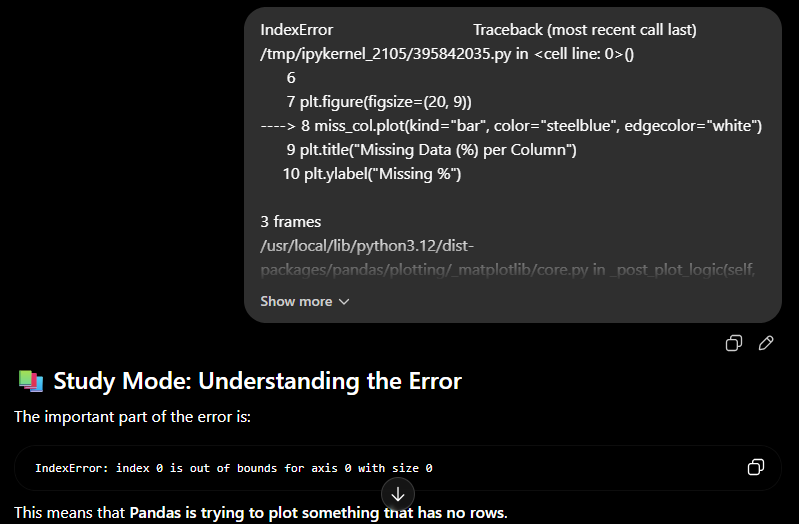 IndexError Traceback (most recent call last)
/tmp/ipykernel_2105/395842035.py in <cell line: 0>()
6
7 plt.figure(figsize=(20, 9))
----> 8 miss_col.plot(kind="bar", color="steelblue", edgecolor="white")
9 plt.title("Missing Data (%) per Column")
10 plt.ylabel("Missing %")
3 frames
/usr/local/lib/python3.12/dist-
packages/pandas/plotting/_matplotlib/core.py in _post_plot_logic(self,
Show more
Study Mode: Understanding the Error
The important part of the error is:
IndexError: index 0 is out of bounds for axis 0 with size 0
This means that Pandas is trying to plot something that has no rows.